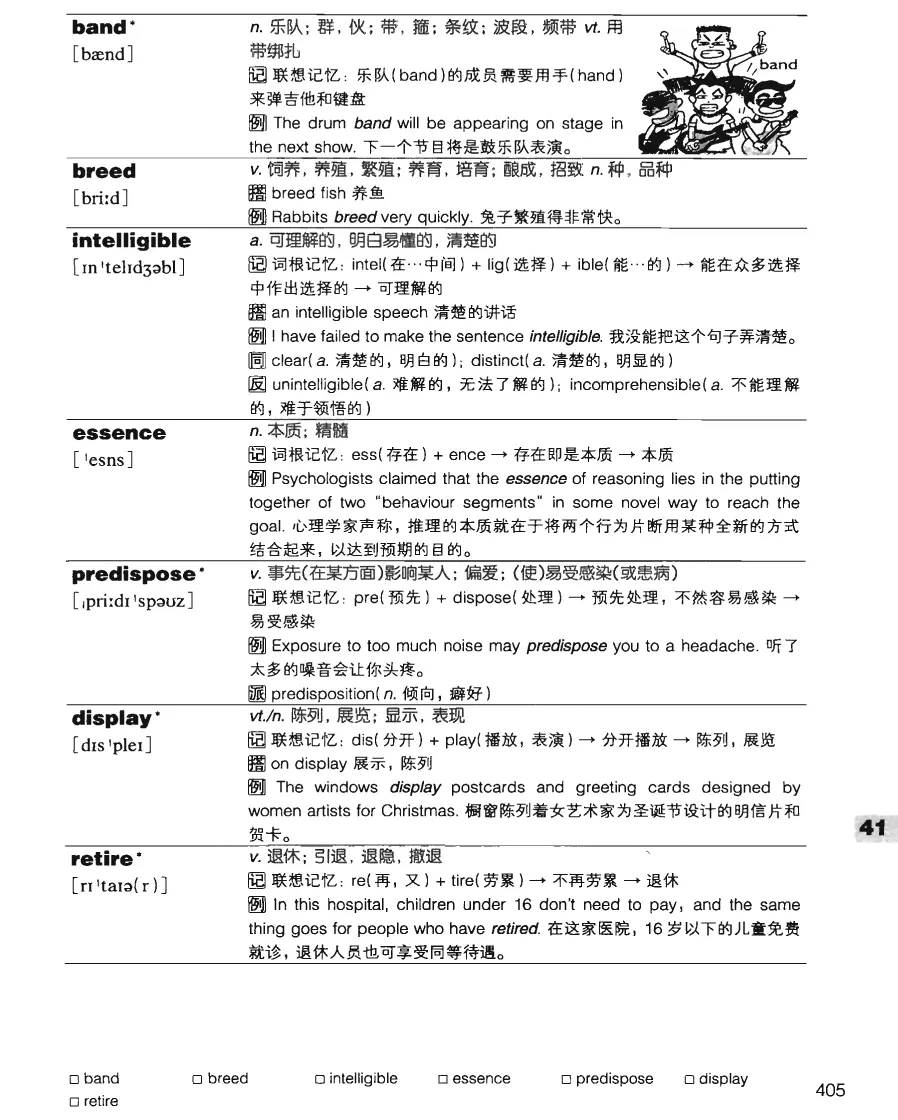 band*
n. 乐队；群，伙；带，箍；条纹；波段，频带 vt. 用
[bænd]
带绑扎
记 联想记忆：乐队(band)的成员需要用手(hand)
来弹吉他和键盘
例 The drum band will be appearing on stage in
the next show. 下一个节目将是鼓乐队表演。
band
breed
v. 饲养，养殖，繁殖；养育，培育；酿成，招致 n. 种，品种
[briːd]
搭 breed fish 养鱼
例 Rabbits breed very quickly. 兔子繁殖得非常快。
intelligible
a. 可理解的，明白易懂的，清楚的
[ɪnˈtelɪdʒəbl]
记 词根记忆：intel(在…中间) + lig(选择) + ible(能…的) → 能在众多选择
中作出选择的 → 可理解的
搭 an intelligible speech 清楚的讲话
例 I have failed to make the sentence intelligible. 我没能把这个句子弄清楚。
同 clear(a. 清楚的，明白的)；distinct(a. 清楚的，明显的)
反 unintelligible(a. 难解的，无法了解的)；incomprehensible(a. 不能理解
的，难于领悟的)
essence
n. 本质；精髓
[ˈesns]
记 词根记忆：ess(存在) + ence → 存在即是本质 → 本质
例 Psychologists claimed that the essence of reasoning lies in the putting
together of two "behaviour segments" in some novel way to reach the
goal. 心理学家声称，推理的本质就在于将两个行为片断用某种全新的方式
结合起来，以达到预期的目的。
predispose*
v. 事先(在某方面)影响某人；偏爱；(使)易受感染(或患病)
[ˌpriːdɪˈspəʊz]
记 联想记忆：pre(预先) + dispose(处理) → 预先处理，不然容易感染 →
易受感染
例 Exposure to too much noise may predispose you to a headache. 听了
太多的噪音会让你头疼。
派 predisposition(n. 倾向，癖好)
display*
vt./n. 陈列，展览；显示，表现
[dɪsˈpleɪ]
记 联想记忆：dis(分开) + play(播放，表演) → 分开播放 → 陈列，展览
搭 on display 展示，陈列
例 The windows display postcards and greeting cards designed by
women artists for Christmas. 橱窗陈列着女艺术家为圣诞节设计的明信片和
贺卡。
41
retire*
v. 退休；引退，退隐，撤退
[rɪˈtaɪə(r)]
记 联想记忆：re(再，又) + tire(劳累) → 不再劳累 → 退休
例 In this hospital, children under 16 don't need to pay, and the same
thing goes for people who have retired. 在这家医院，16岁以下的儿童免费
就诊，退休人员也可享受同等待遇。
□ band □ breed □ intelligible □ essence □ predispose □ display
□ retire
405